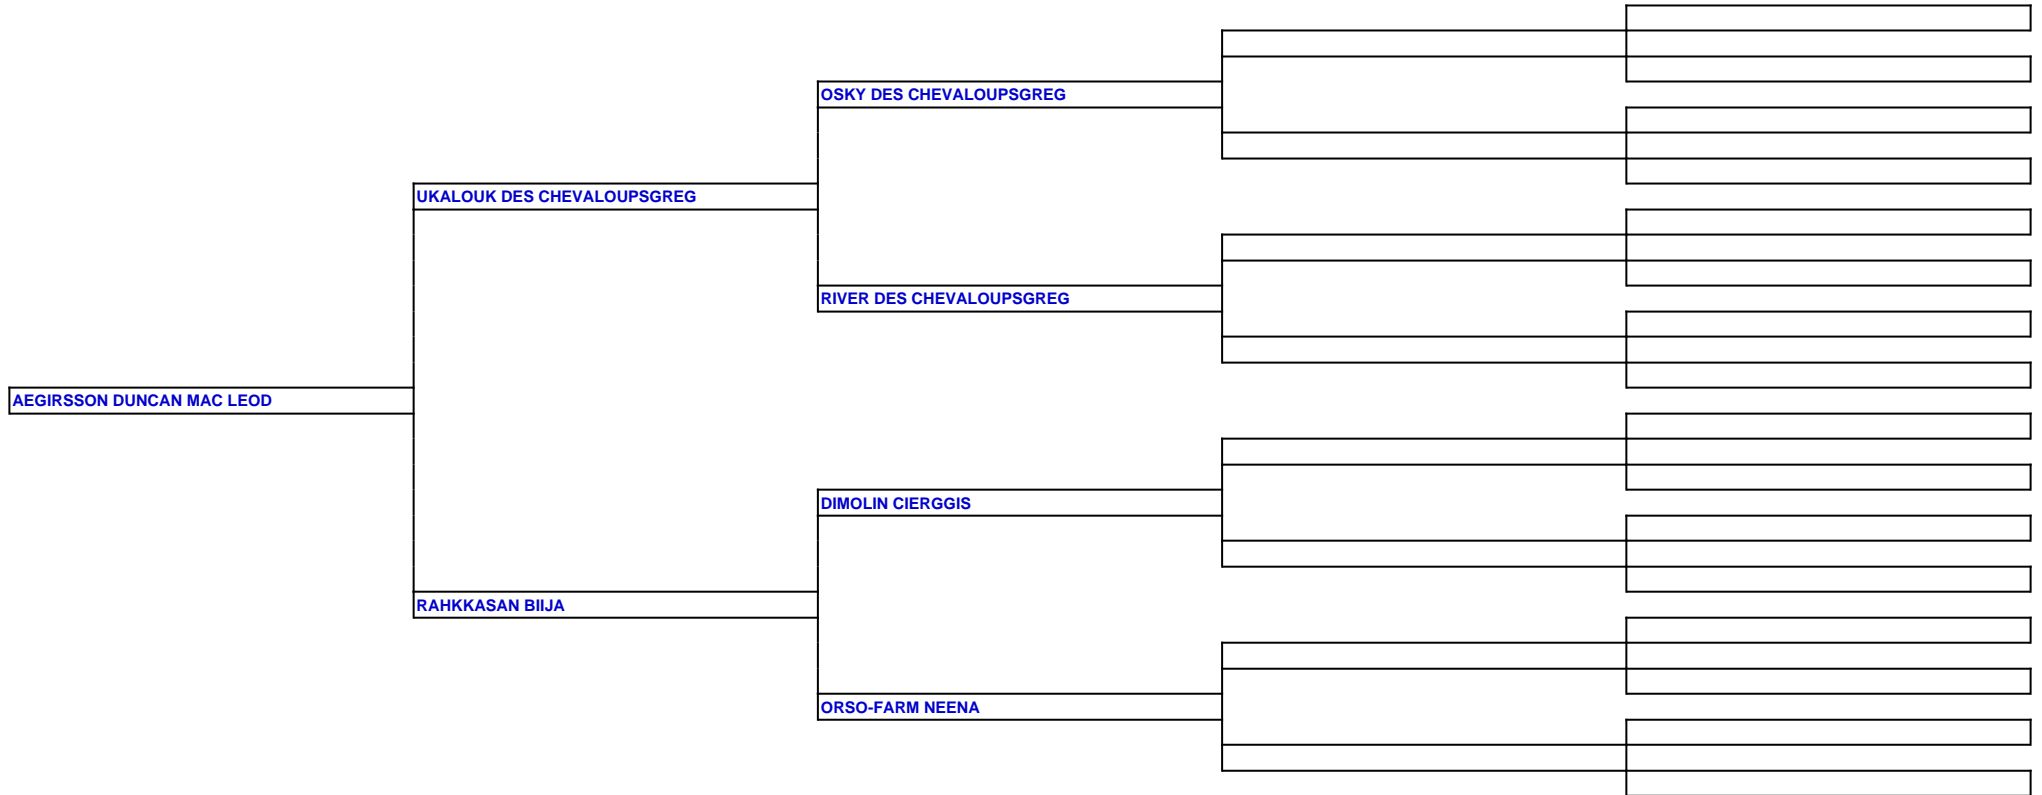 OSKY DES CHEVALOUPSGREG
UKALOUK DES CHEVALOUPSGREG
RIVER DES CHEVALOUPSGREG
AEGIRSSON DUNCAN MAC LEOD
DIMOLIN CIERGGIS
RAHKKASAN BIIJA
ORSO-FARM NEENA